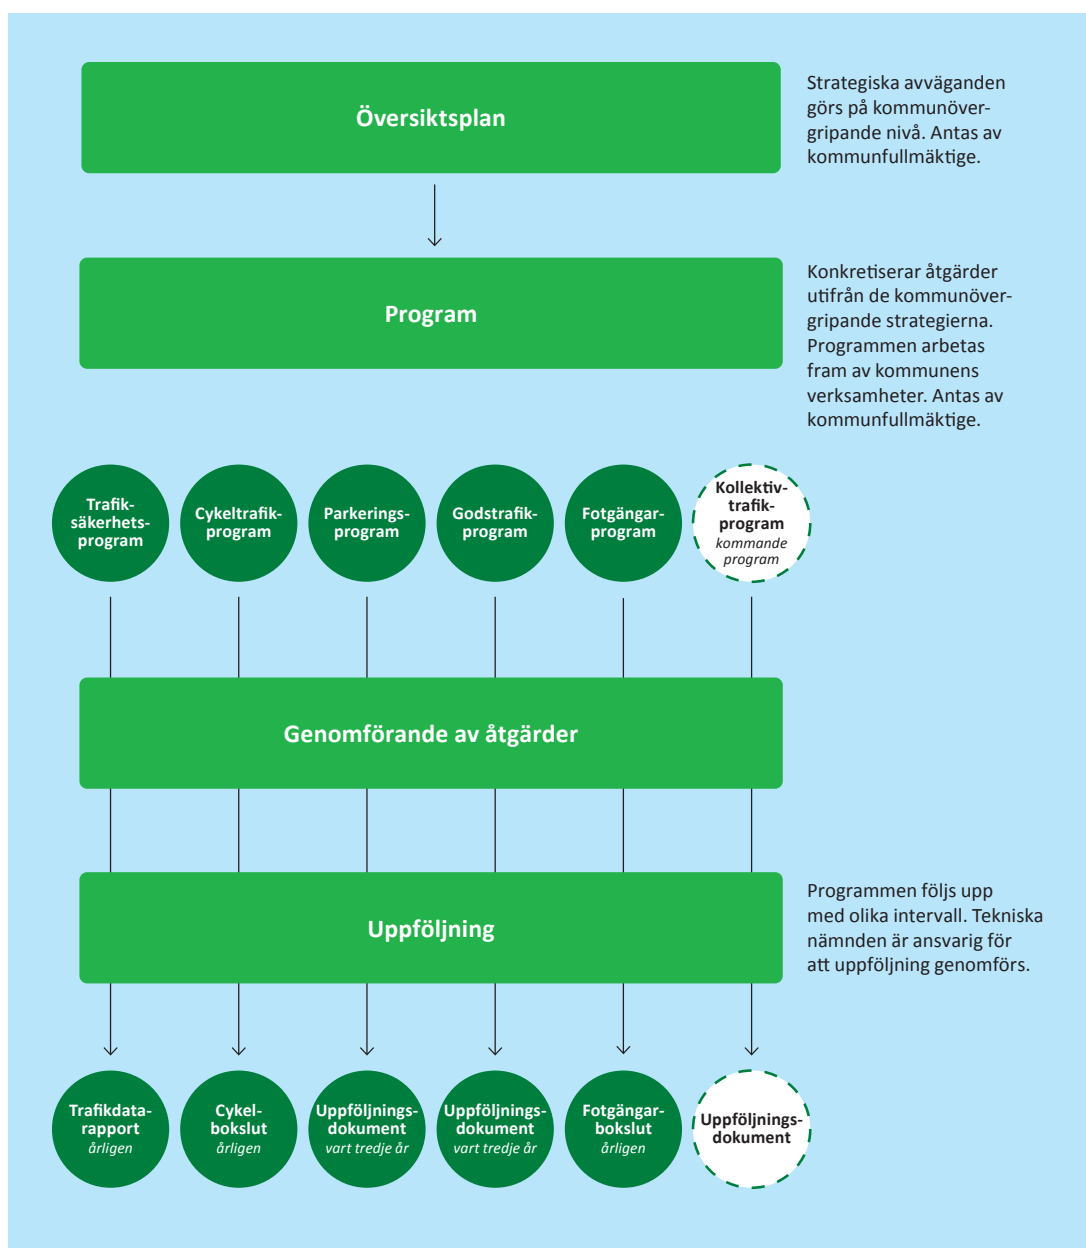 Översiktsplan
Strategiska avväganden
görs på kommunöver-
gripande nivå. Antas av
kommunfullmäktige.
Program
Konkretiserar åtgärder
utifrån de kommunöver-
gripande strategierna.
Programmen arbetas
fram av kommunens
verksamheter. Antas av
kommunfullmäktige.
Trafik-
säkerhets-
program
Cykeltrafik-
program
Parkerings-
program
Godstrafik-
program
Fotgängar-
program
Kollektiv-
trafik-
program
kommande
program
Genomförande av åtgärder
Uppföljning
Programmen följs upp
med olika intervall. Tekniska
nämnden är ansvarig för
att uppföljning genomförs.
Trafikdata-
rapport
årligen
Cykel-
bokslut
årligen
Uppföljnings-
dokument
vart tredje år
Uppföljnings-
dokument
vart tredje år
Fotgängar-
bokslut
årligen
Uppföljnings-
dokument